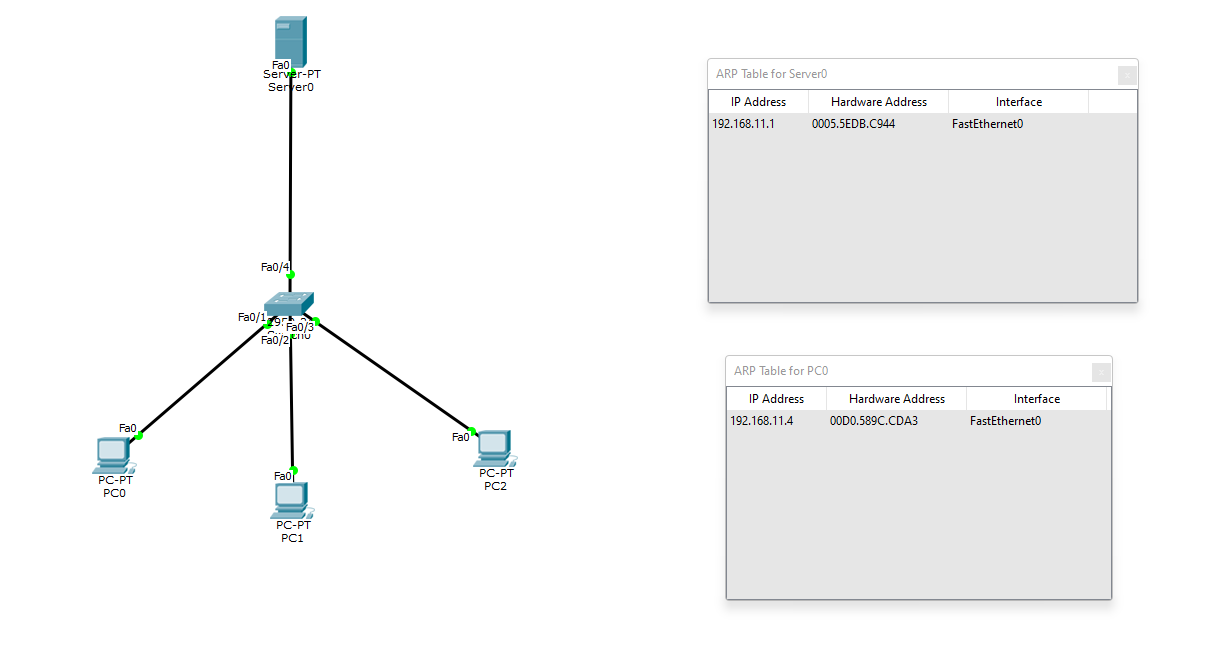 Fa0
Server-PT
Server0
Fa0/4
Fa0/1
Fa0/3
Fa0/2
Fa0
PC-PT
PC0
Fa0
PC-PT
PC1
Fa0
PC-PT
PC2
ARP Table for Server0
IP Address Hardware Address Interface
192.168.11.1 0005.5EDB.C944 FastEthernet0
ARP Table for PC0
IP Address Hardware Address Interface
192.168.11.4 00D0.589C.CDA3 FastEthernet0